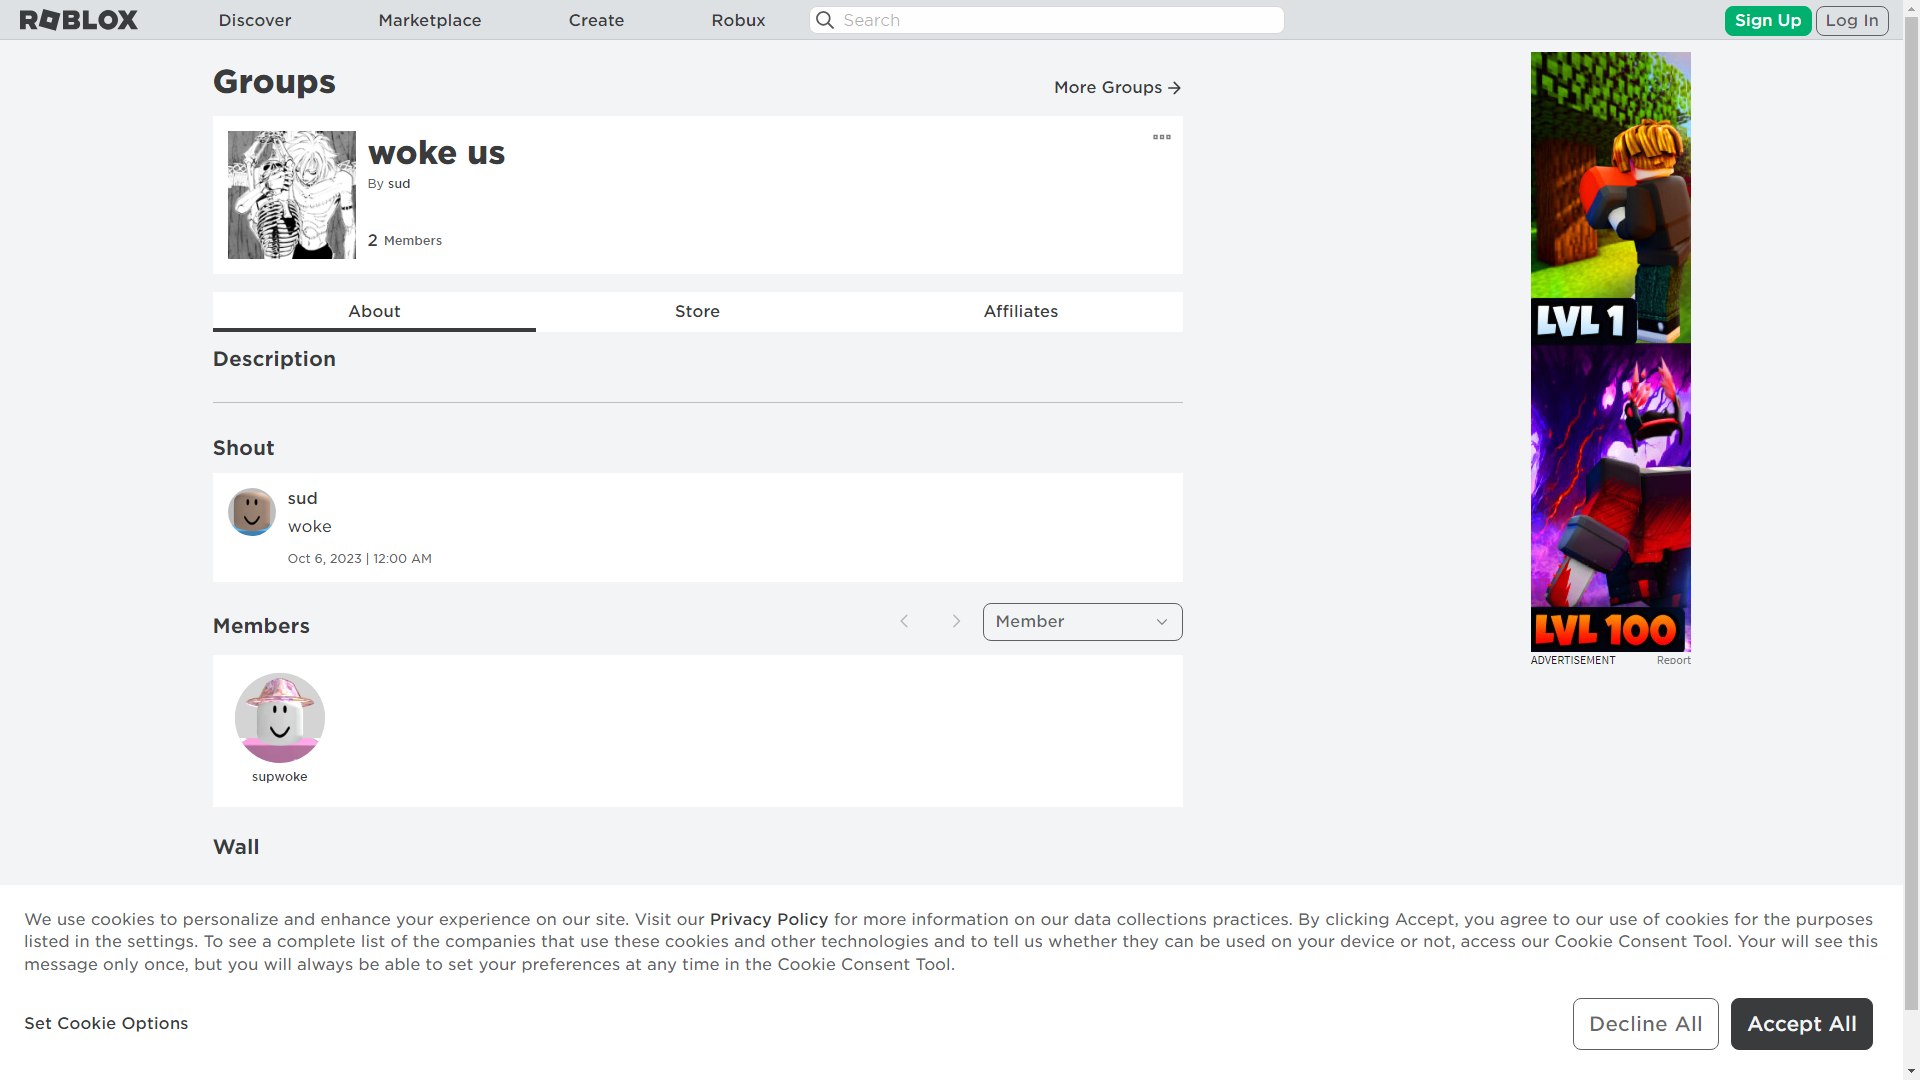 ROBLOX
Discover
Marketplace
Create
Robux
Search
Sign Up
Log In
Groups
More Groups
woke us
By sud
2 Members
About
Store
Affiliates
Description
Shout
sud
woke
Oct 6, 2023 | 12:00 AM
Members
Member
supwoke
Wall
LVL 1
LVL 100
ADVERTISEMENT
Report
We use cookies to personalize and enhance your experience on our site. Visit our Privacy Policy for more information on our data collections practices. By clicking Accept, you agree to our use of cookies for the purposes
listed in the settings. To see a complete list of the companies that use these cookies and other technologies and to tell us whether they can be used on your device or not, access our Cookie Consent Tool. Your will see this
message only once, but you will always be able to set your preferences at any time in the Cookie Consent Tool.
Set Cookie Options
Decline All
Accept All